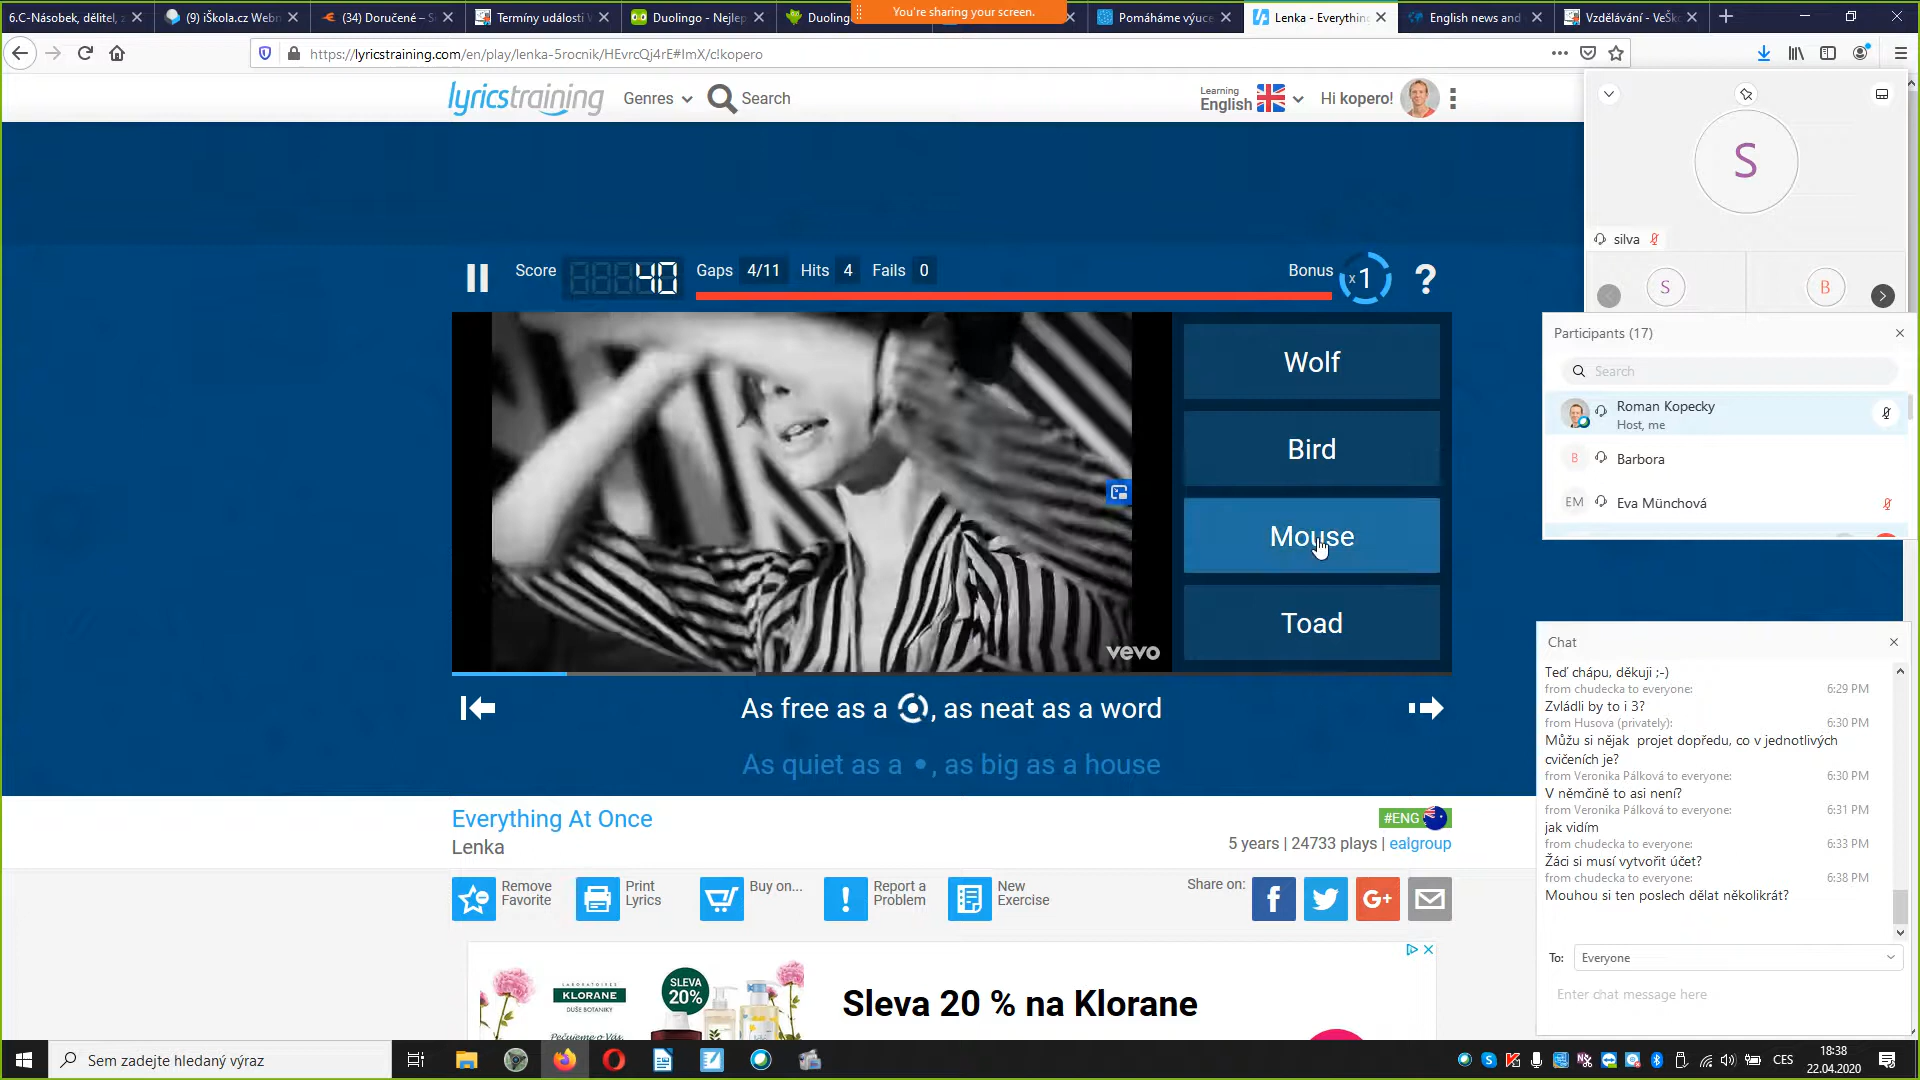 6.C-Násobek, dělitel, z
(9) iŠkola.cz Webm
(34) Doručené – S
Termíny události V
Duolingo - Nejlep
Duoling
You're sharing your screen.
Pomáháme výuce
Lenka - Everything
English news and
Vzdělávání - VeŠko
https://lyricstraining.com/en/play/lenka-5rocnik/HEvrcQj4rE#ImX/c!kopero
lyricstraining
Genres
Search
Learning
English
Hi kopero!
S
silva
S
B
Score
40
Gaps 4/11
Hits 4
Fails 0
Bonus
x1
?
Wolf
Bird
Mouse
Toad
vevo
As free as a , as neat as a word
As quiet as a •, as big as a house
Participants (17)
Search
Roman Kopecky
Host, me
B
Barbora
EM
Eva Münchová
Chat
Teď chápu, děkuji ;-)
from chudecka to everyone: 6:29 PM
Zvládli by to i 3?
from Husova (privately): 6:30 PM
Můžu si nějak projet dopředu, co v jednotlivých
cvičeních je?
from Veronika Pálková to everyone: 6:30 PM
V němčině to asi není?
from Veronika Pálková to everyone: 6:31 PM
jak vidím
from chudecka to everyone: 6:33 PM
Žáci si musí vytvořit účet?
from chudecka to everyone: 6:38 PM
Mouhou si ten poslech dělat několikrát?
To: Everyone
Enter chat message here
Everything At Once
Lenka
#ENG
5 years | 24733 plays | ealgroup
Remove
Favorite
Print
Lyrics
Buy on...
Report a
Problem
New
Exercise
Share on:
LABORATOIRES
KLORANE
DUŠE BOTANIKY
Pečujeme o Vás,
SLEVA
20%
Sleva 20 % na Klorane
Sem zadejte hledaný výraz
CES
18:38
22.04.2020